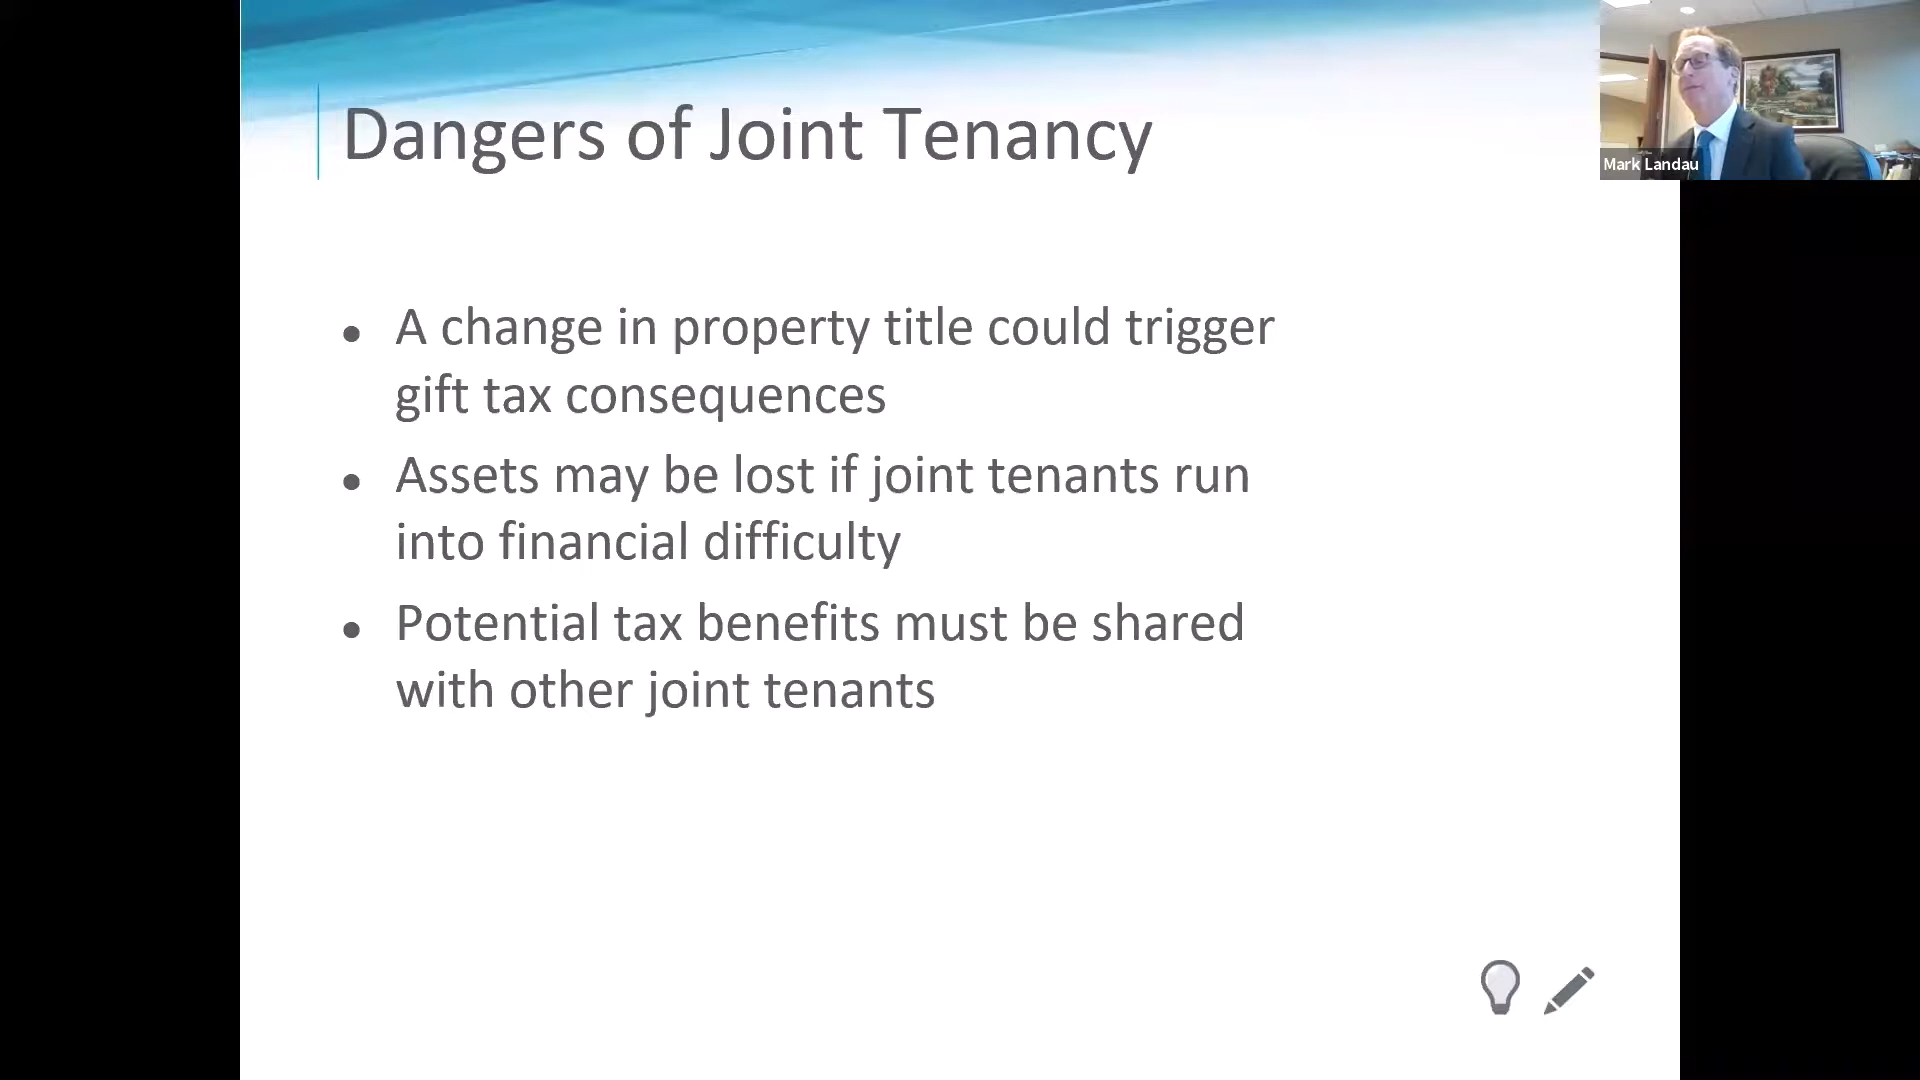 Dangers of Joint Tenancy
Mark Landau
● A change in property title could trigger
gift tax consequences
● Assets may be lost if joint tenants run
into financial difficulty
● Potential tax benefits must be shared
with other joint tenants